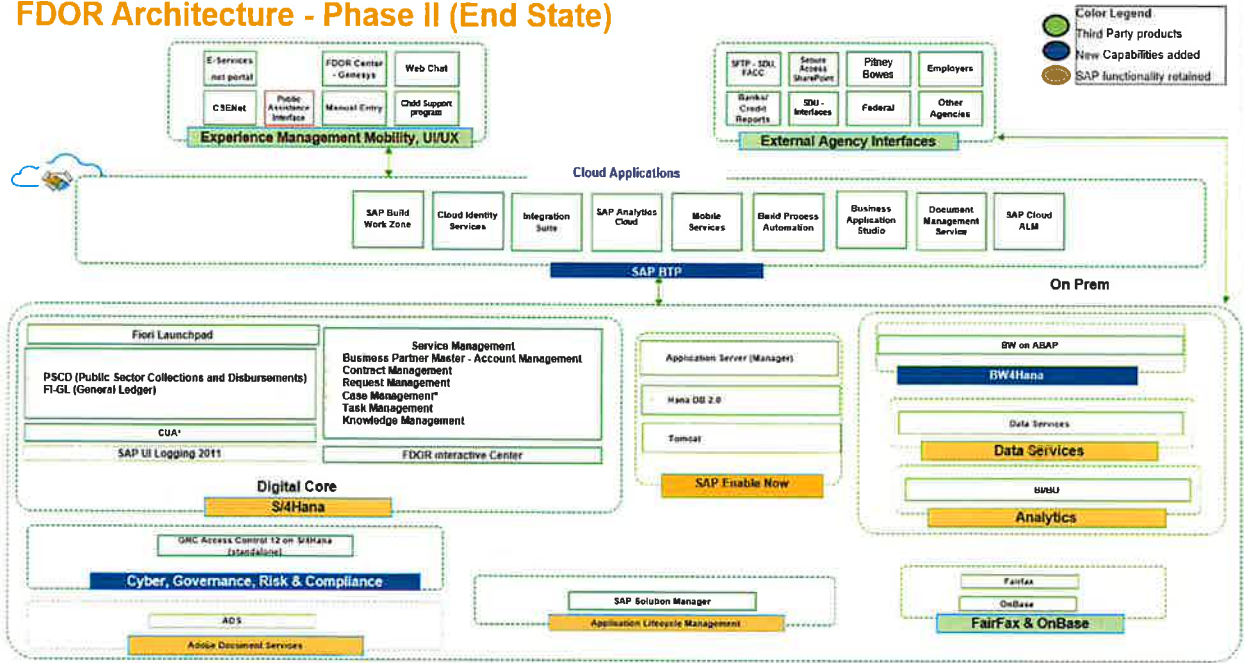 FDOR Architecture - Phase II (End State)
Color Legend
Third Party products
New Capabilities added
SAP functionality retained
E-Services
net portal
FDOR Center
- Genesys
Web Chat
CSENet
Public
Assistance
Interface
Manual Entry
Child Support
program
Experience Management Mobility, UI/UX
SFTP - SDU,
FACC
Secure
Access
SharePoint
Pitney
Bowes
Employers
Banks/
Credit
Reports
SDU -
Interfaces
Federal
Other
Agencies
External Agency Interfaces
Cloud Applications
SAP Build
Work Zone
Cloud Identity
Services
Integration
Suite
SAP Analytics
Cloud
Mobile
Services
Build Process
Automation
Business
Application
Studio
Document
Management
Service
SAP Cloud
ALM
SAP BTP
On Prem
Fiori Launchpad
PSCD (Public Sector Collections and Disbursements)
FI-GL (General Ledger)
CUA*
SAP UI Logging 2011
Service Management
Business Partner Master - Account Management
Contract Management
Request Management
Case Management*
Task Management
Knowledge Management
FDOR interactive Center
Digital Core
S/4Hana
Application Server (Manager)
Hana DB 2.0
Tomcat
SAP Enable Now
BW on ABAP
BW4Hana
Data Services
Data Services
BI/BO
Analytics
GRC Access Control 12 on S/4Hana
(standalone)
Cyber, Governance, Risk & Compliance
ADS
Adobe Document Services
SAP Solution Manager
Application Lifecycle Management
Fairfax
OnBase
FairFax & OnBase